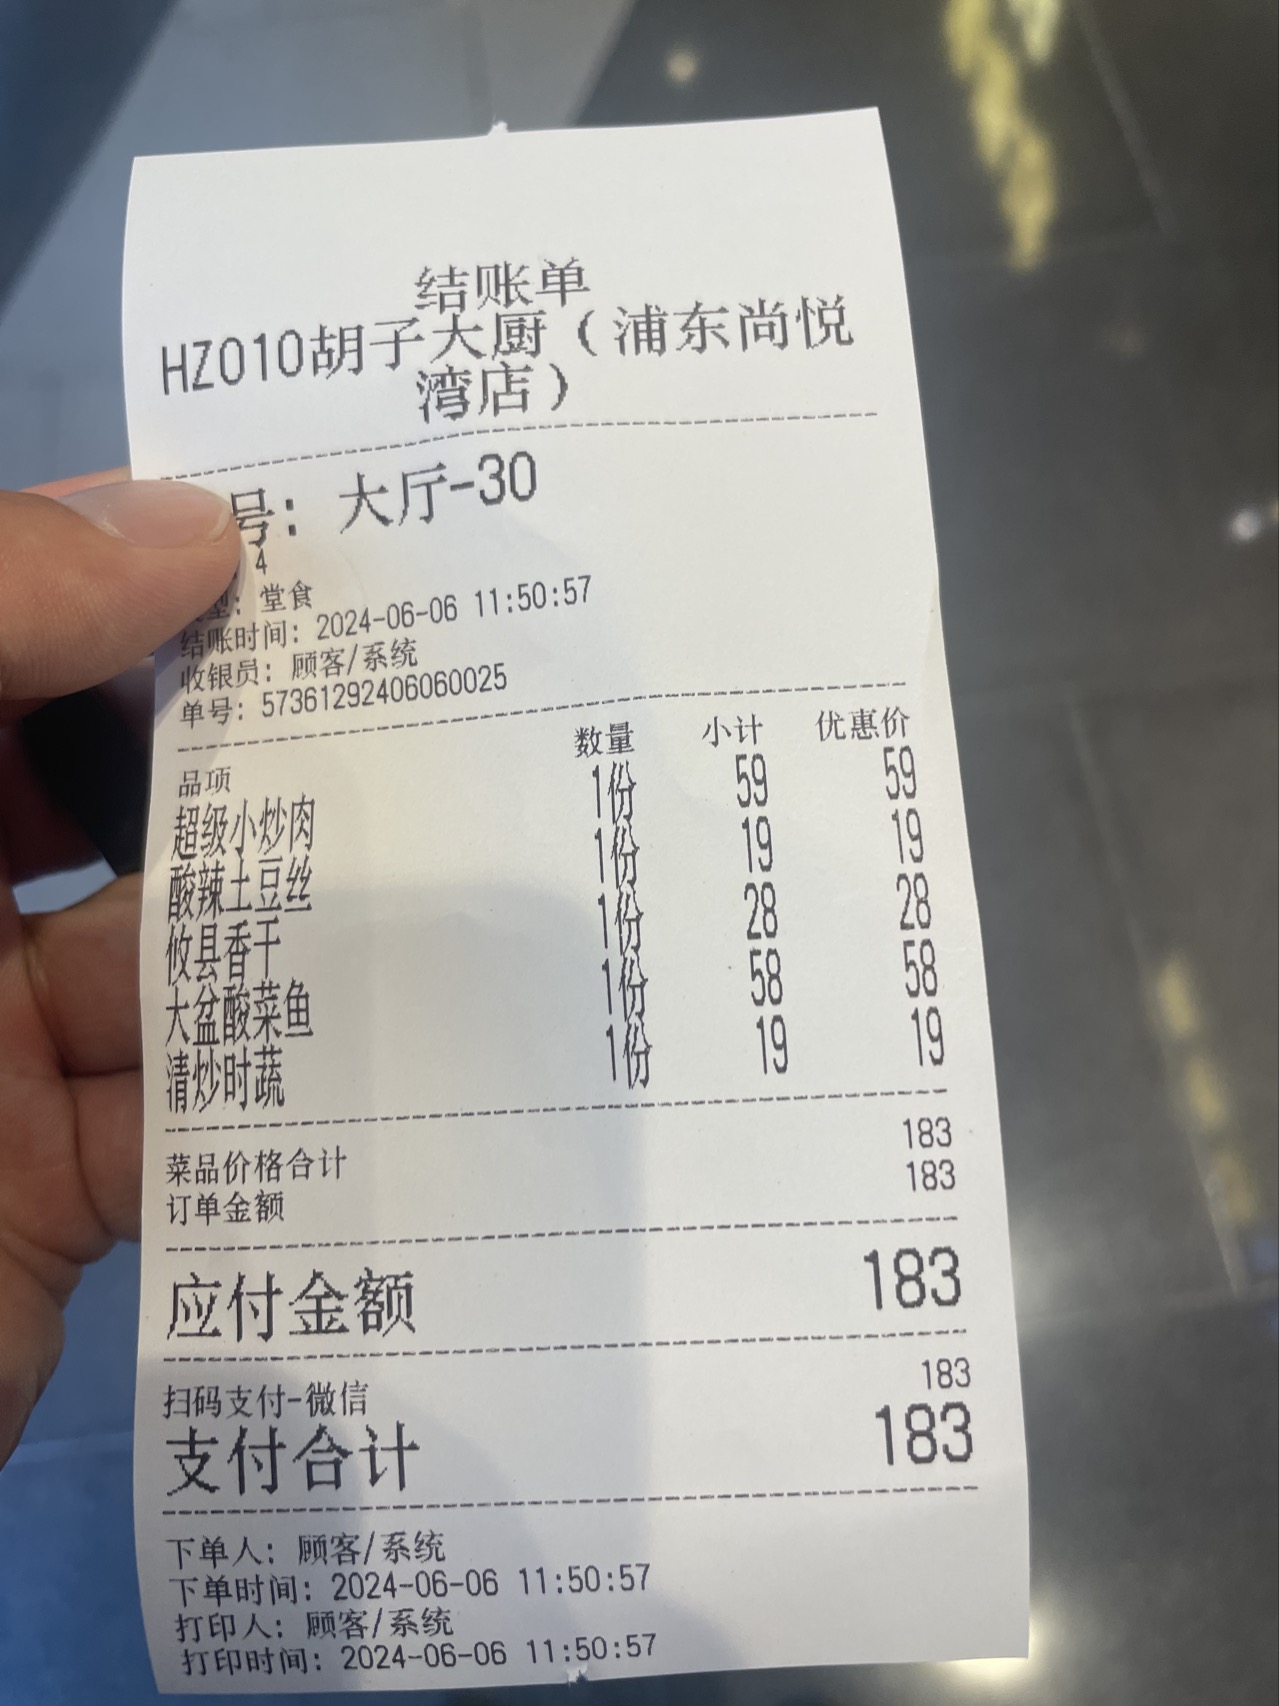 结账单
HZ010胡子大厨（浦东尚悦
湾店）
号：大厅-30
4
型：堂食
结账时间：2024-06-06 11:50:57
收银员：顾客/系统
单号：57361292406060025
品项 数量 小计 优惠价
超级小炒肉 1份 59 59
酸辣土豆丝 1份 19 19
攸县香干 1份 28 28
大盆酸菜鱼 1份 58 58
清炒时蔬 1份 19 19
菜品价格合计 183
订单金额 183
应付金额 183
扫码支付-微信 183
支付合计 183
下单人：顾客/系统
下单时间：2024-06-06 11:50:57
打印人：顾客/系统
打印时间：2024-06-06 11:50:57